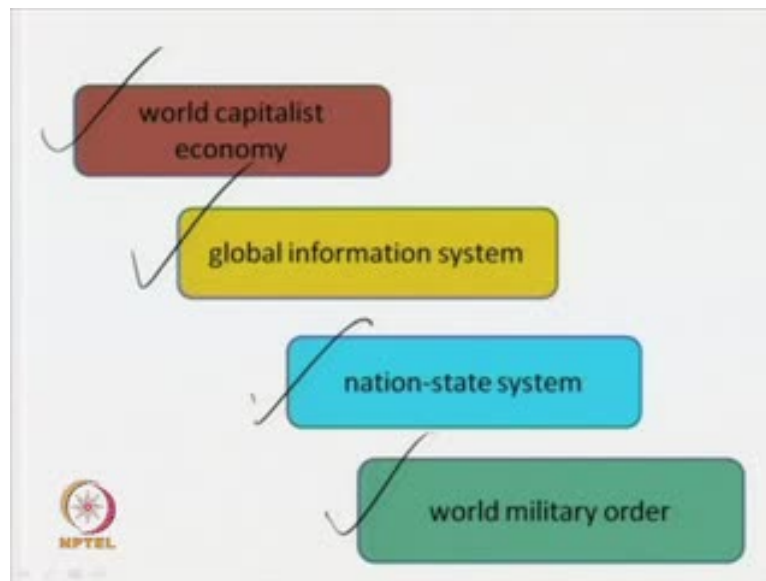 world capitalist
economy
global information system
nation-state system
world military order
NPTEL